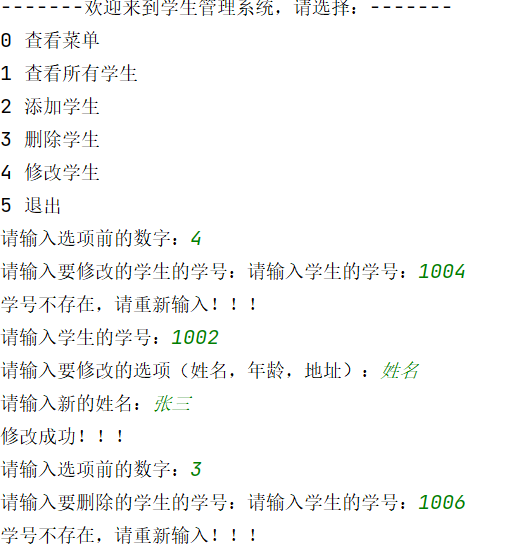 -------欢迎来到学生管理系统，请选择：-------
0 查看菜单
1 查看所有学生
2 添加学生
3 删除学生
4 修改学生
5 退出
请输入选项前的数字：4
请输入要修改的学生的学号：请输入学生的学号：1004
学号不存在，请重新输入！！！
请输入学生的学号：1002
请输入要修改的选项（姓名，年龄，地址）：姓名
请输入新的姓名：张三
修改成功！！！
请输入选项前的数字：3
请输入要删除的学生的学号：请输入学生的学号：1006
学号不存在，请重新输入！！！